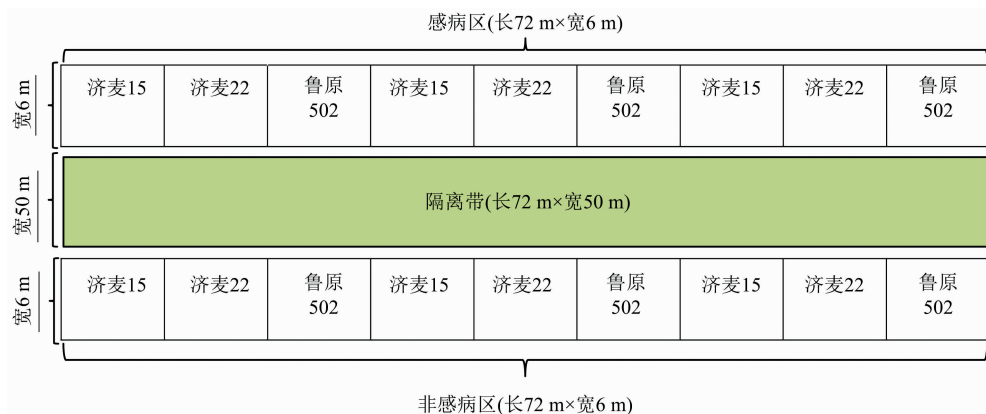 感病区(长72 m×宽6 m)
宽6 m
济麦15 济麦22 鲁原 济麦15 济麦22 鲁原 济麦15 济麦22 鲁原
502 502 502
宽50 m
隔离带(长72 m×宽50 m)
宽6 m
济麦15 济麦22 鲁原 济麦15 济麦22 鲁原 济麦15 济麦22 鲁原
502 502 502
非感病区(长72 m×宽6 m)